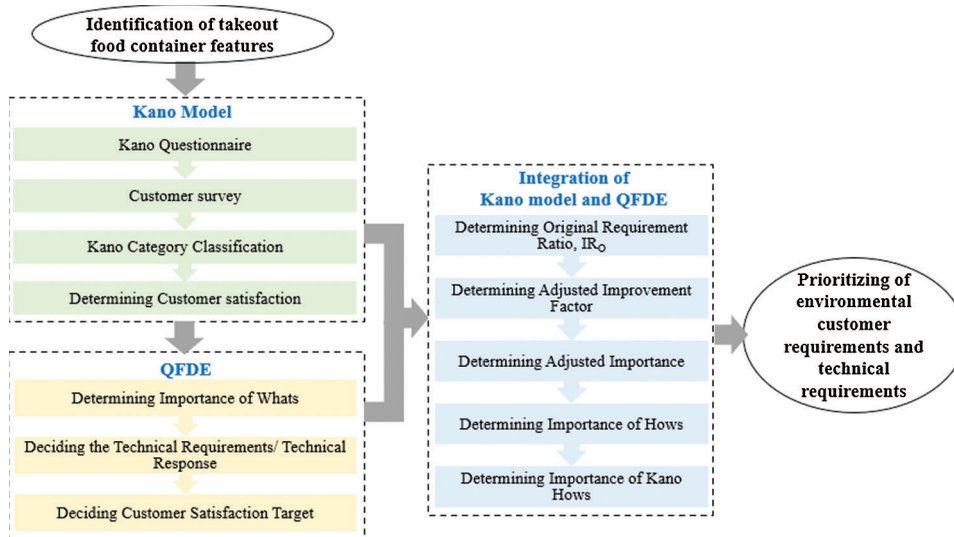 Identification of takeout
food container features
Kano Model
Kano Questionnaire
Customer survey
Kano Category Classification
Determining Customer satisfaction
QFDE
Determining Importance of Whats
Deciding the Technical Requirements/ Technical
Response
Deciding Customer Satisfaction Target
Integration of
Kano model and QFDE
Determining Original Requirement
Ratio, IRO
Determining Adjusted Improvement
Factor
Determining Adjusted Importance
Determining Importance of Hows
Determining Importance of Kano
Hows
Prioritizing of
environmental
customer
requirements and
technical
requirements